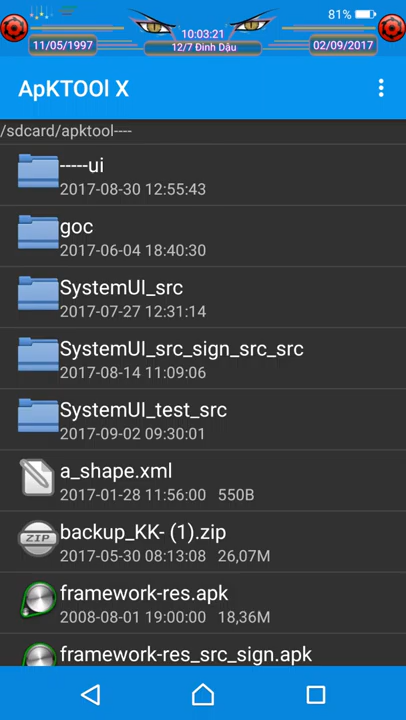 81%
10:03:21
11/05/1997
12/7 Đinh Dậu
02/09/2017
ApKTOOl X
/sdcard/apktool----
-----ui
2017-08-30 12:55:43
goc
2017-06-04 18:40:30
SystemUI_src
2017-07-27 12:31:14
SystemUI_src_sign_src_src
2017-08-14 11:09:06
SystemUI_test_src
2017-09-02 09:30:01
a_shape.xml
2017-01-28 11:56:00 550B
ZIP
backup_KK- (1).zip
2017-05-30 08:13:08 26,07M
framework-res.apk
2008-08-01 19:00:00 18,36M
framework-res_src_sign.apk